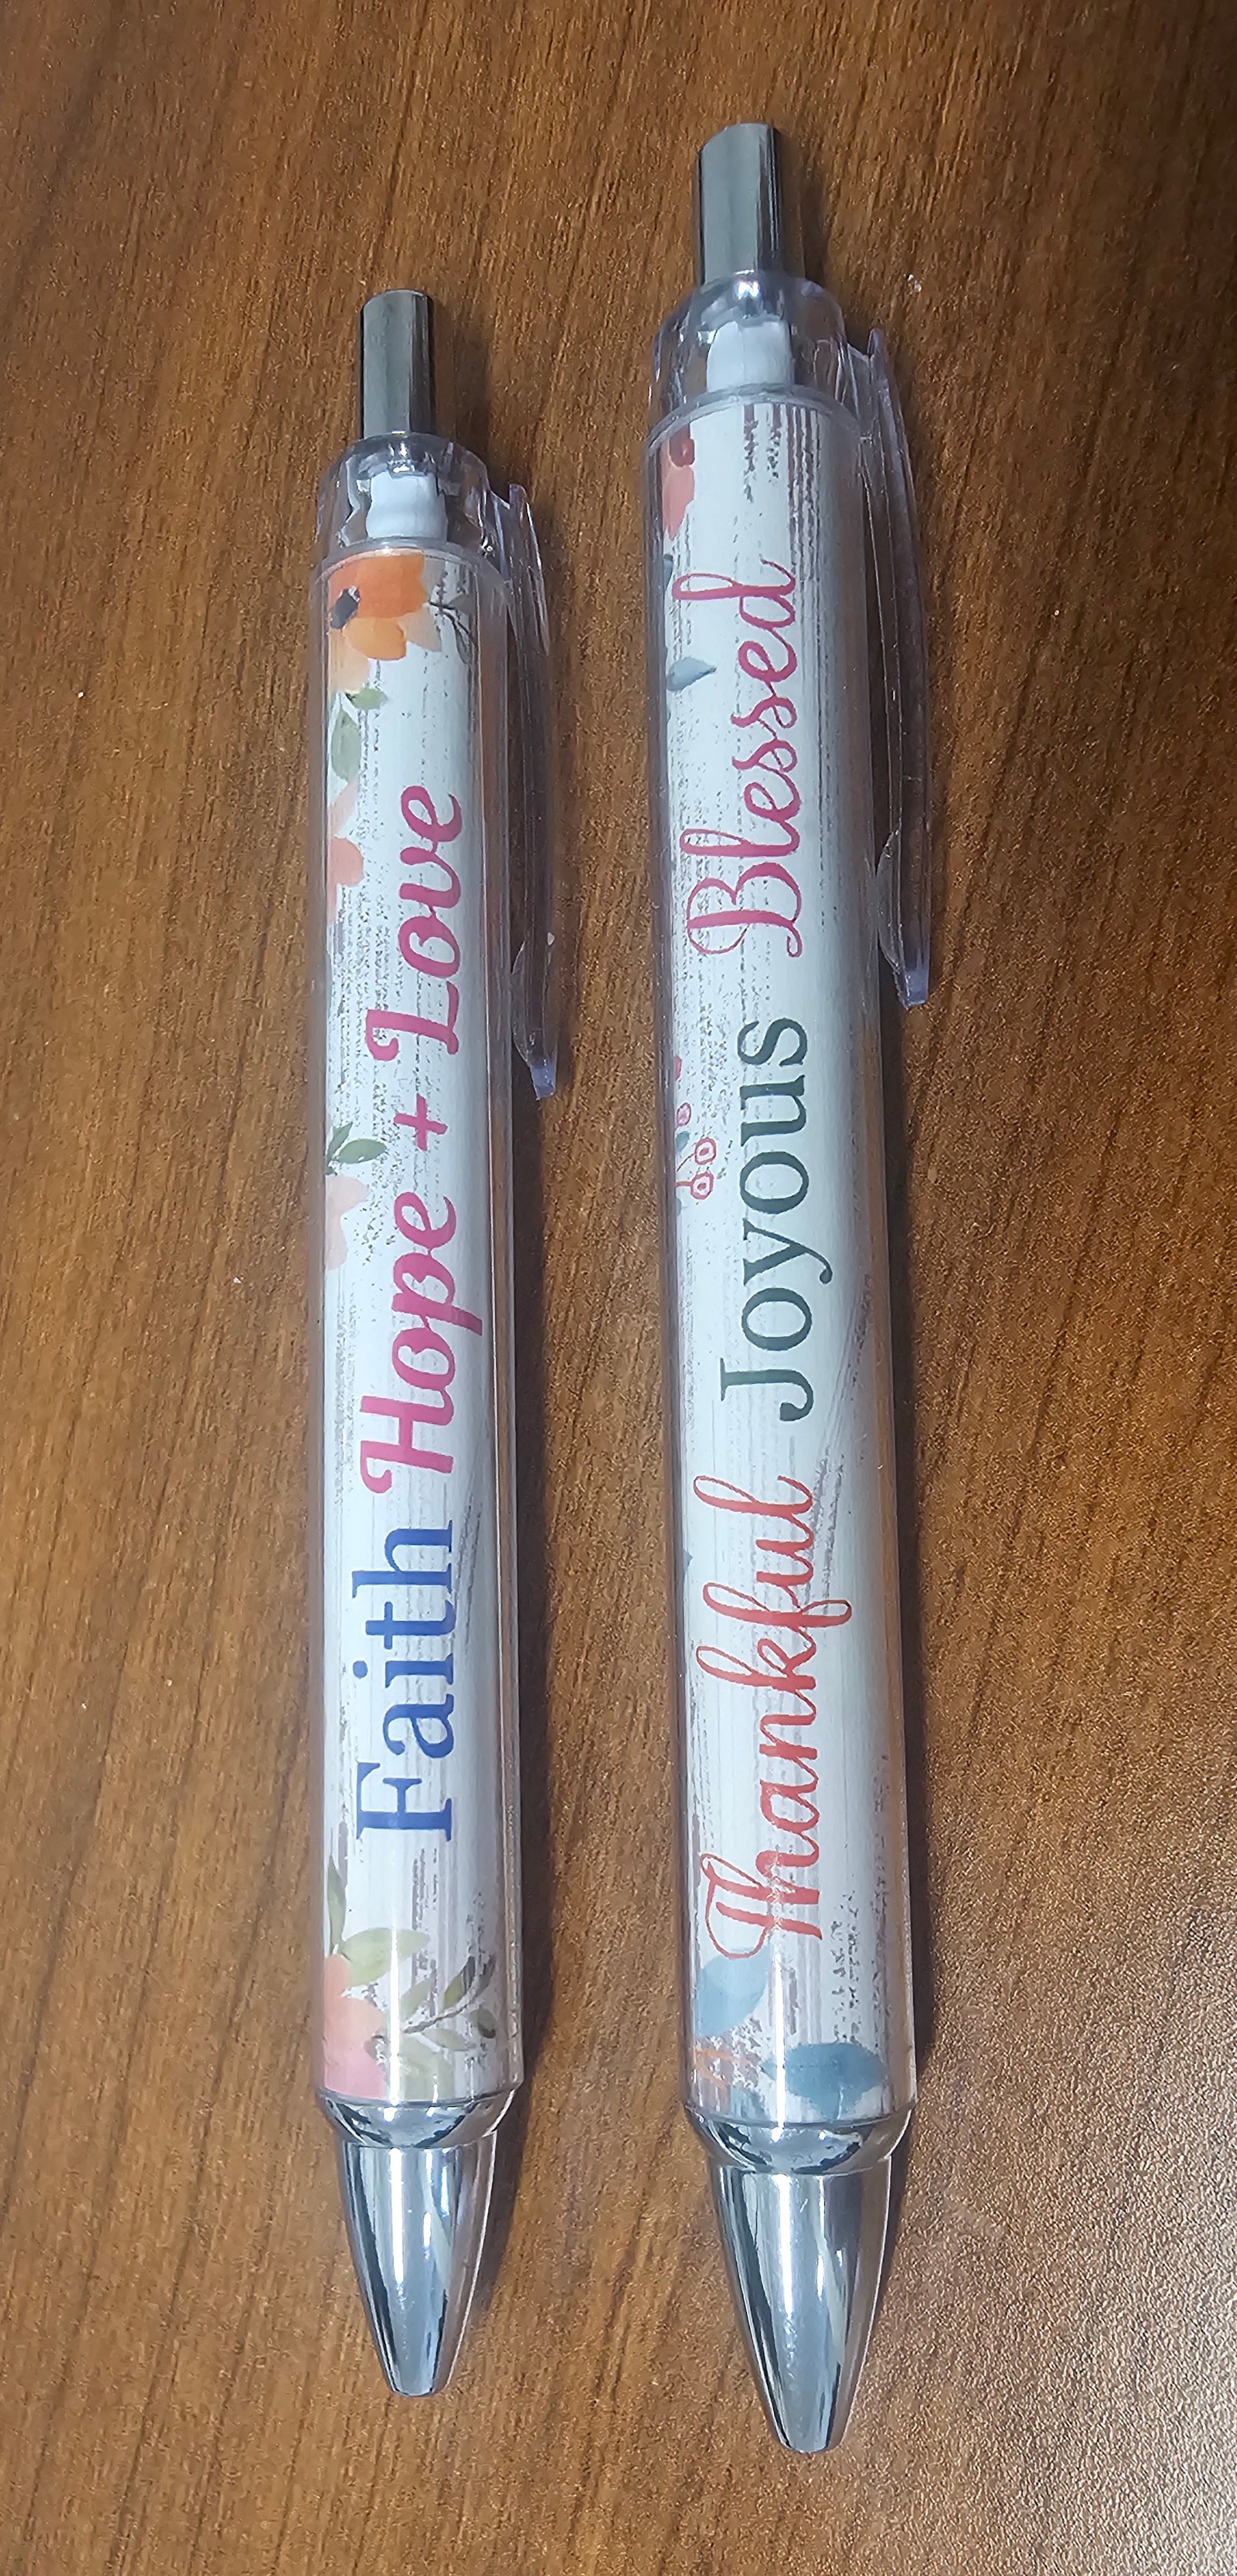 Faith Hope + Love
Thankful Joyous Blessed